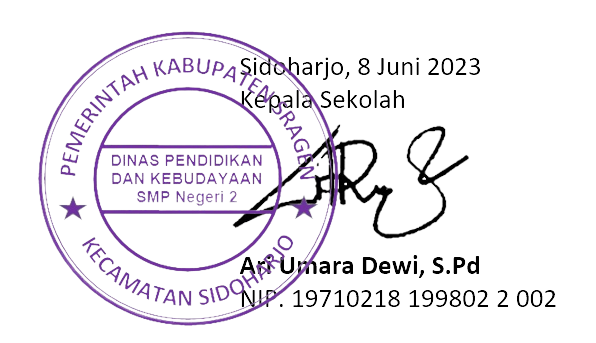 PEMERINTAH KABUPATEN SRAGEN
DINAS PENDIDIKAN
DAN KEBUDAYAAN
SMP Negeri 2
KECAMATAN SIDOHARJO
Sidoharjo, 8 Juni 2023
Kepala Sekolah
Ari Umara Dewi, S.Pd
NIP. 19710218 199802 2 002